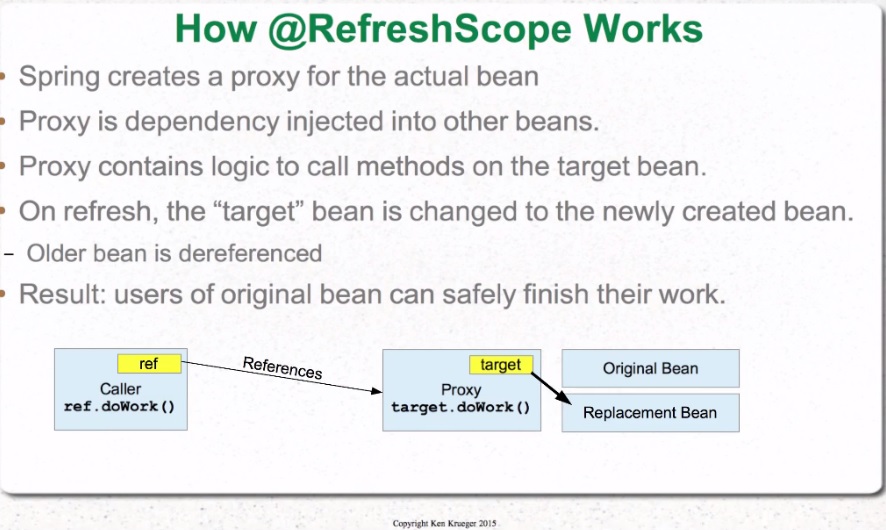 How @RefreshScope Works
• Spring creates a proxy for the actual bean
• Proxy is dependency injected into other beans.
• Proxy contains logic to call methods on the target bean.
• On refresh, the “target” bean is changed to the newly created bean.
– Older bean is dereferenced
• Result: users of original bean can safely finish their work.
ref
Caller
ref.doWork()
References
target
Proxy
target.doWork()
Original Bean
Replacement Bean
Copyright Ken Krueger 2015